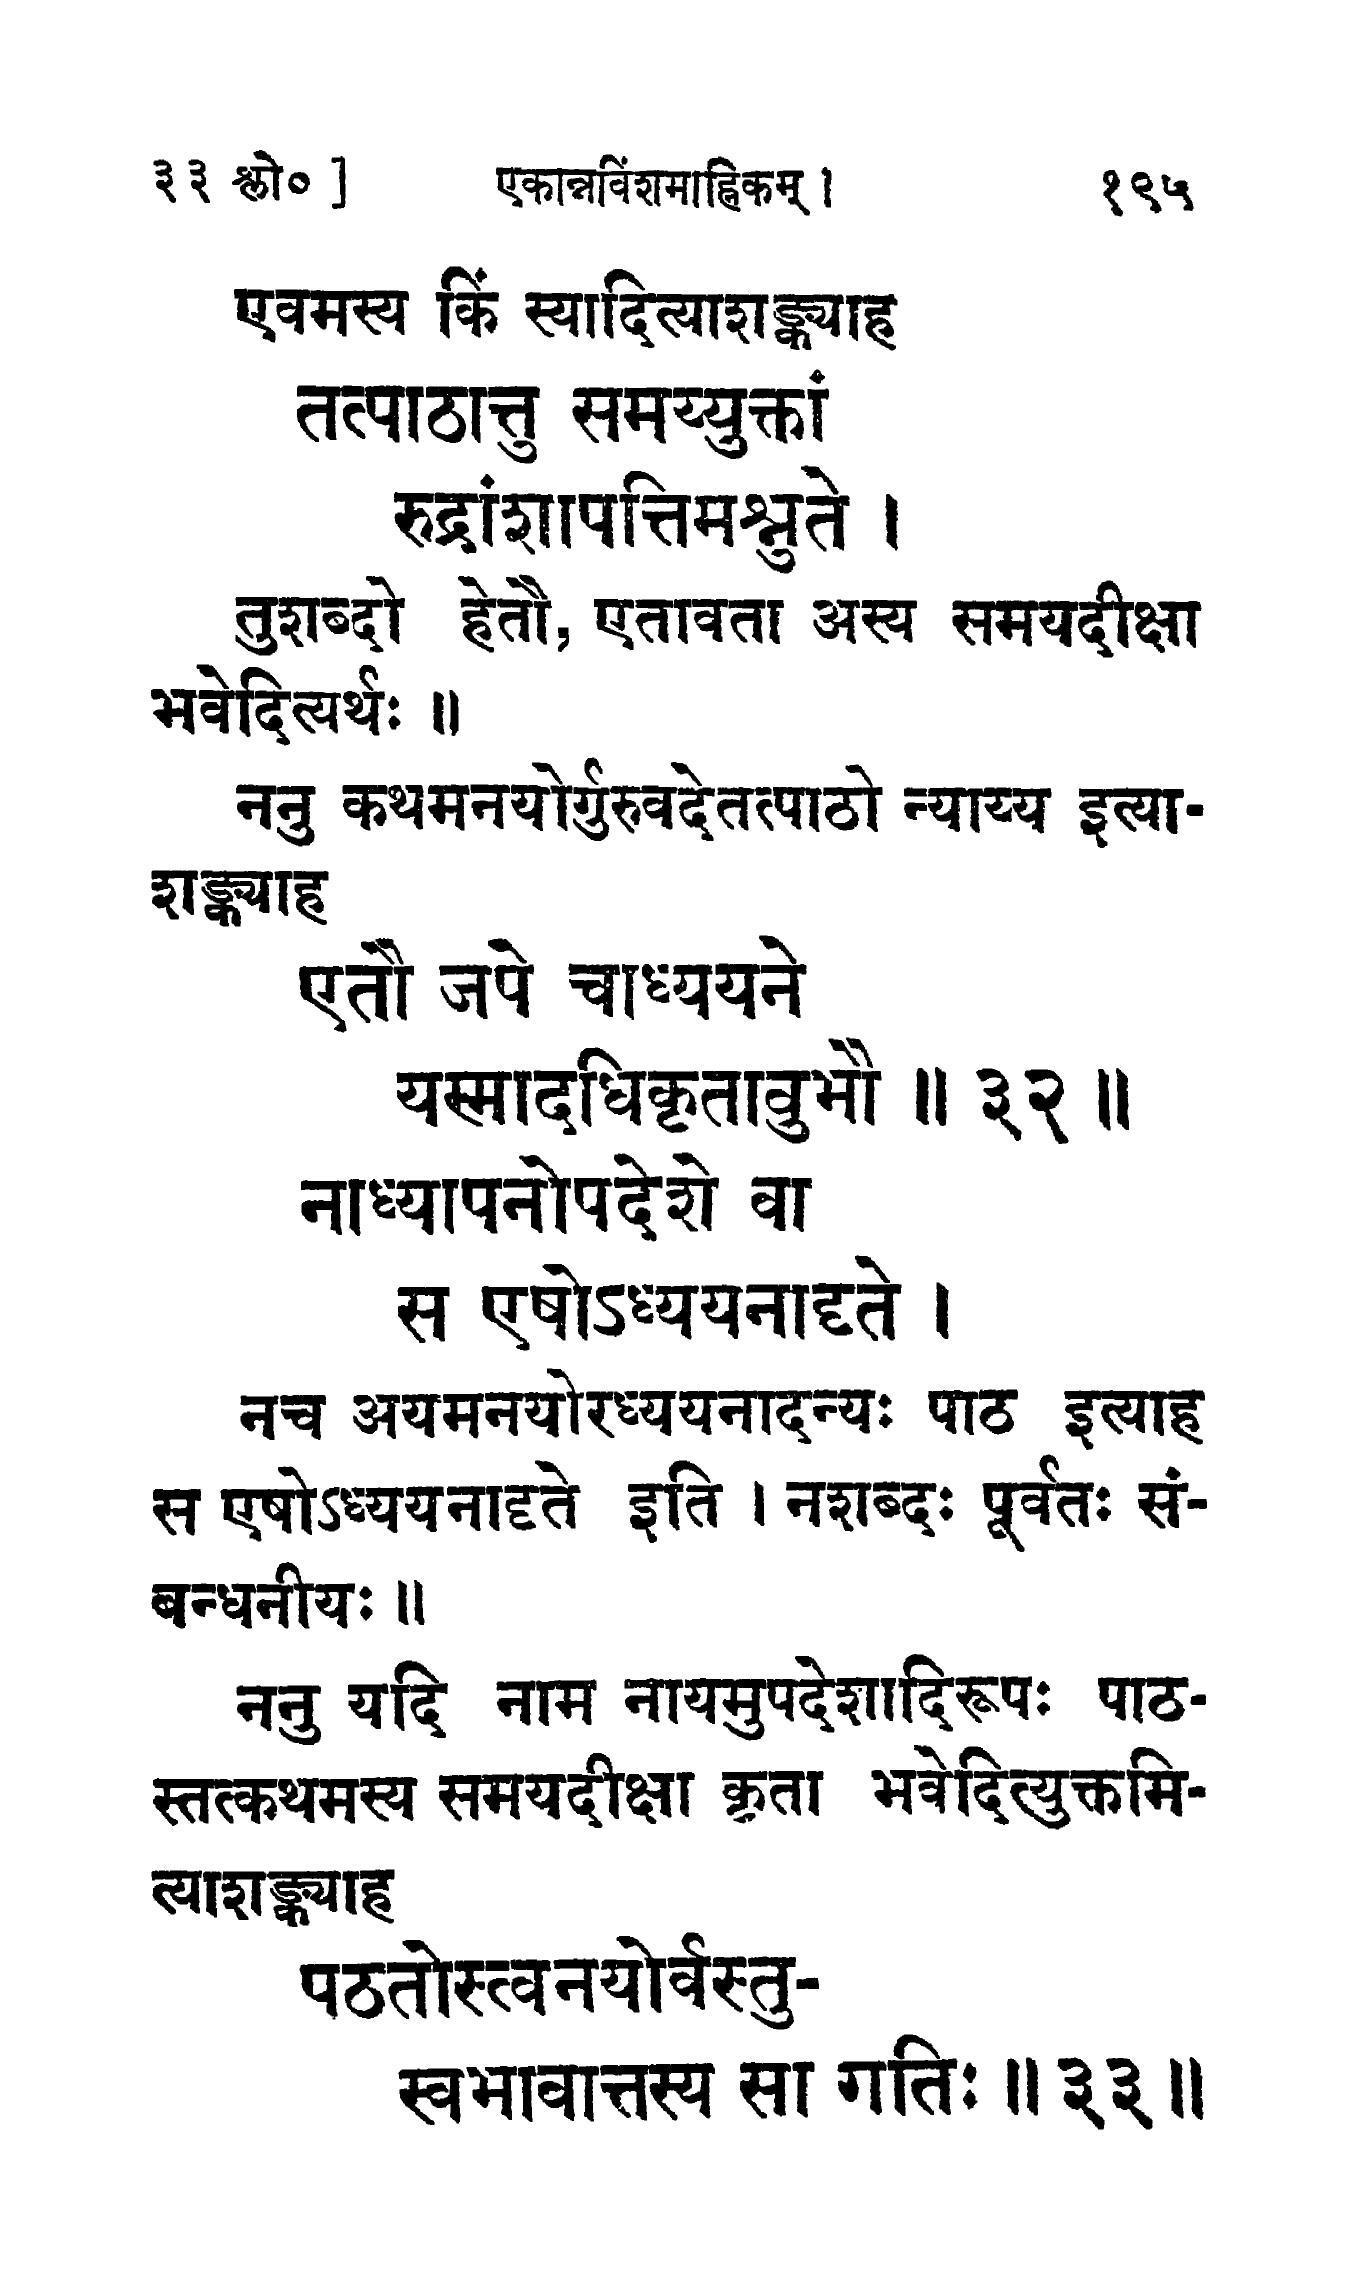 ३३ श्लो० ]	एकान्नविंशमाह्निकम् ।	१९५
एवमस्य किं स्यादित्याशङ्क्याह
तत्पाठात्तु समय्युक्तां
रुद्रांशापत्तिमश्नुते ।
तुशब्दो हेतौ, एतावता अस्य समयदीक्षा
भवेदित्यर्थः ॥
ननु कथमनयोर्गुरुवदेतत्पाठो न्याय्य इत्या-
शङ्क्याह
एतौ जपे चाध्ययने
यस्मादधिकृतावुभौ ॥ ३२ ॥
नाध्यापनोपदेशे वा
स एषोऽध्ययनादृते ।
नच अयमनयोरध्ययनादन्यः पाठ इत्याह
स एषोऽध्ययनादृते इति । नशब्दः पूर्वतः सं-
बन्धनीयः ॥
ननु यदि नाम नायमुपदेशादिरूपः पाठ-
स्तत्कथमस्य समयदीक्षा कृता भवेदित्युक्तमि-
त्याशङ्क्याह
पठतोस्त्वनयोर्वस्तु-
स्वभावात्तस्य सा गतिः ॥ ३३ ॥